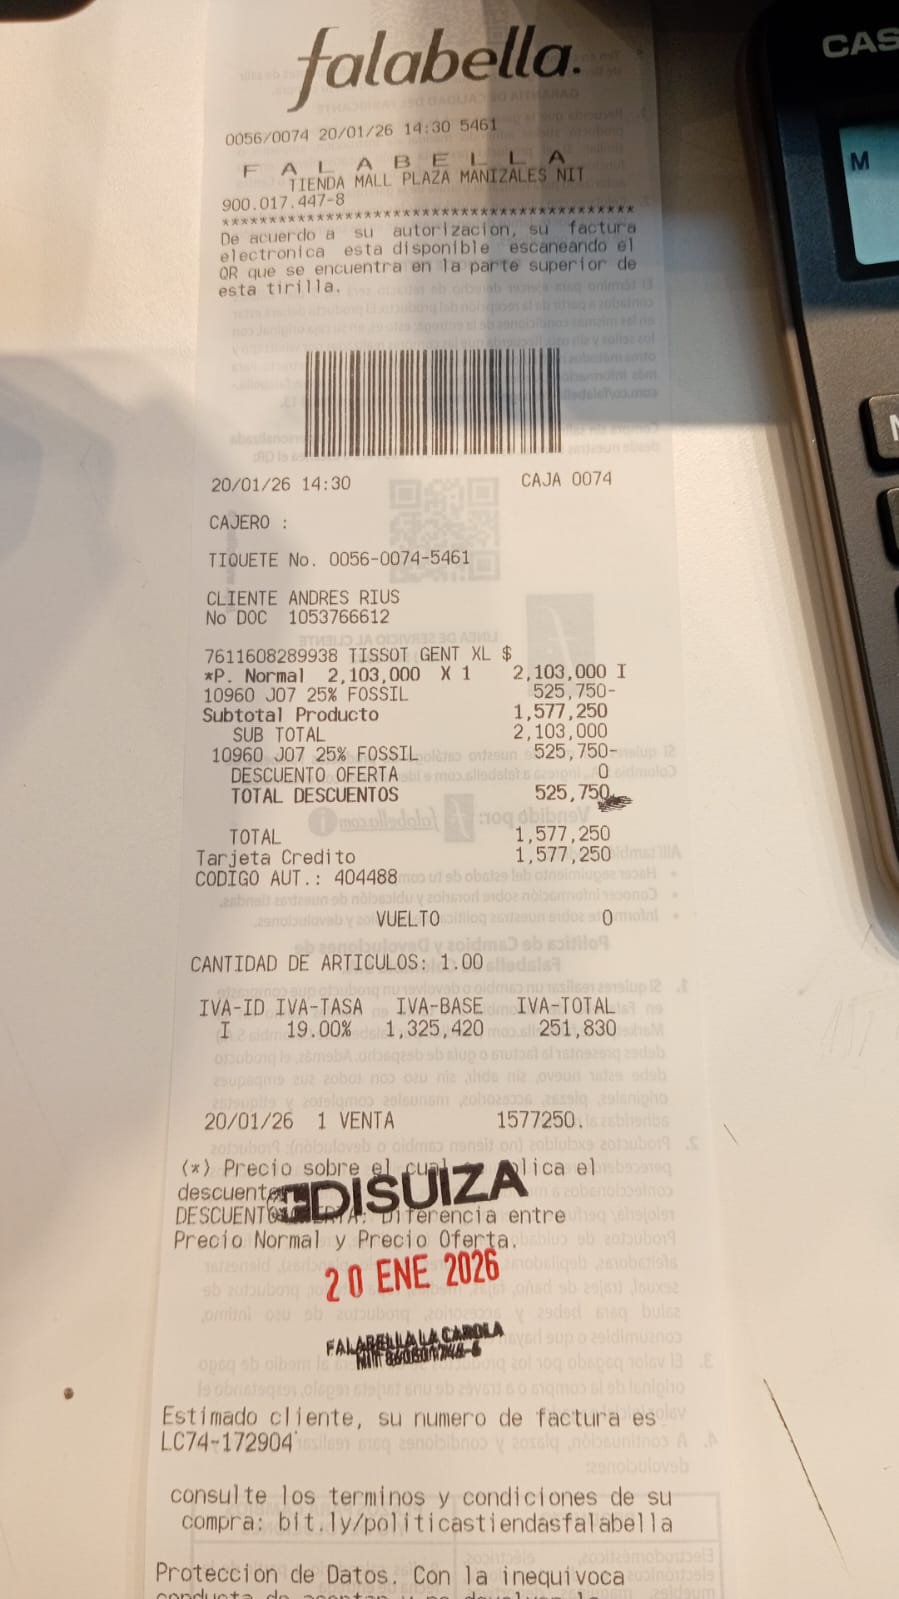 falabella.
0056/0074 20/01/26 14:30 5461
F A L A B E L L A
TIENDA MALL PLAZA MANIZALES NIT
900.017.447-8
******************************************
De acuerdo a su autorizacion, su factura
electronica esta disponible escaneando el
QR que se encuentra en la parte superior de
esta tirilla.
20/01/26 14:30 CAJA 0074
CAJERO :
TIQUETE No. 0056-0074-5461
CLIENTE ANDRES RIUS
No DOC 1053766612
7611608289938 TISSOT GENT XL $
*P. Normal 2,103,000 X 1 2,103,000 I
10960 J07 25% FOSSIL 525,750-
Subtotal Producto 1,577,250
SUB TOTAL 2,103,000
10960 J07 25% FOSSIL 525,750-
DESCUENTO OFERTA 0
TOTAL DESCUENTOS 525,750
TOTAL 1,577,250
Tarjeta Credito 1,577,250
CODIGO AUT.: 404488
VUELTO 0
CANTIDAD DE ARTICULOS: 1.00
IVA-ID IVA-TASA IVA-BASE IVA-TOTAL
I 19.00% 1,325,420 251,830
20/01/26 1 VENTA 1577250.
(*) Precio sobre el cual aplica el
DISUIZA
Diferencia entre
Precio Normal y Precio Oferta.
20 ENE 2026
FALABELLA LA CAROLA
NIT
Estimado cliente, su numero de factura es
LC74-172904
consulte los terminos y condiciones de su
compra: bit.ly/politicastiendasfalabella
Proteccion de Datos. Con la inequivoca
CAS
M